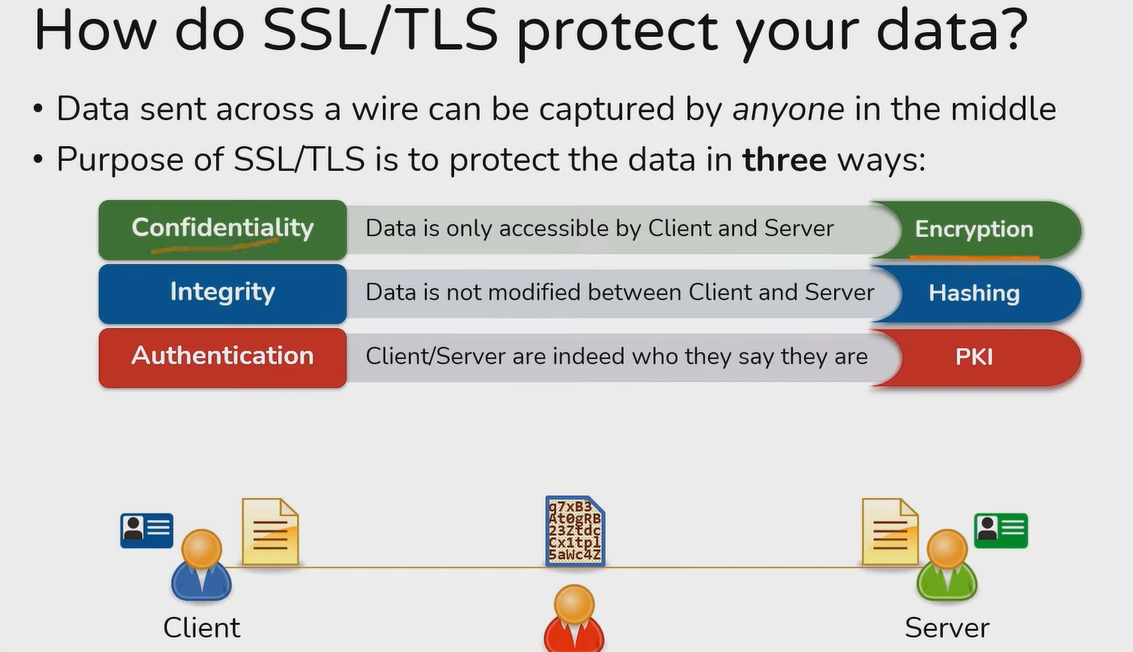 How do SSL/TLS protect your data?
• Data sent across a wire can be captured by anyone in the middle
• Purpose of SSL/TLS is to protect the data in three ways:
Confidentiality Data is only accessible by Client and Server Encryption
Integrity Data is not modified between Client and Server Hashing
Authentication Client/Server are indeed who they say they are PKI
q7xB3
At0gRB
23Ztdc
Cx1tpl
5aWc4Z
Client Server